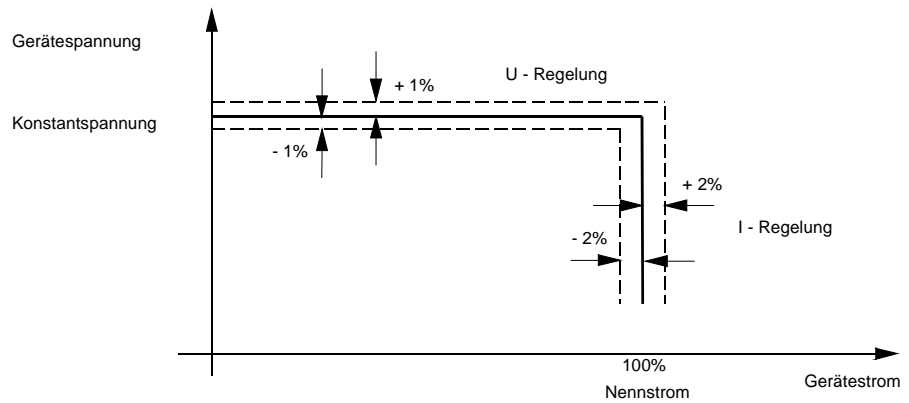 Gerätespannung
U - Regelung
+ 1%
Konstantspannung
- 1%
+ 2%
I - Regelung
- 2%
100%
Nennstrom
Gerätestrom